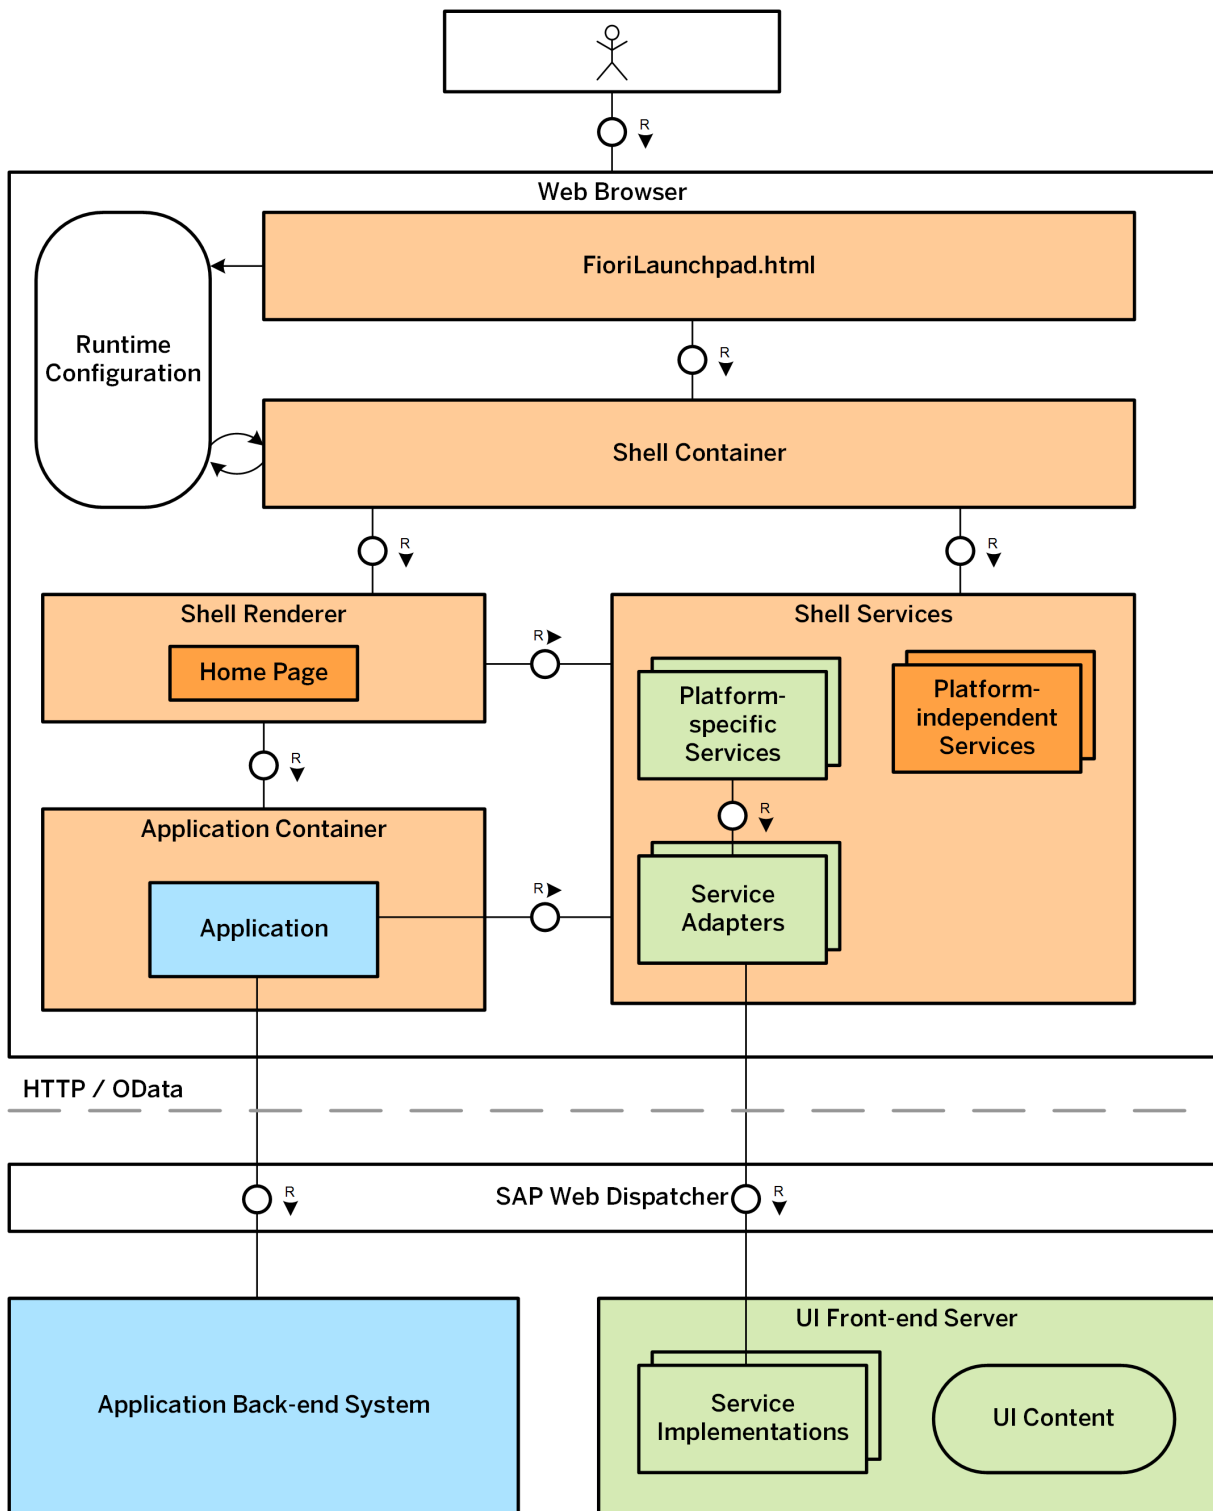 R
Web Browser
FioriLaunchpad.html
Runtime
Configuration
R
Shell Container
R
R
Shell Renderer
Home Page
R
Shell Services
Platform-
specific
Services
Platform-
independent
Services
R
R
Application Container
Application
R
Service
Adapters
HTTP / OData
R
SAP Web Dispatcher
R
Application Back-end System
UI Front-end Server
Service
Implementations
UI Content